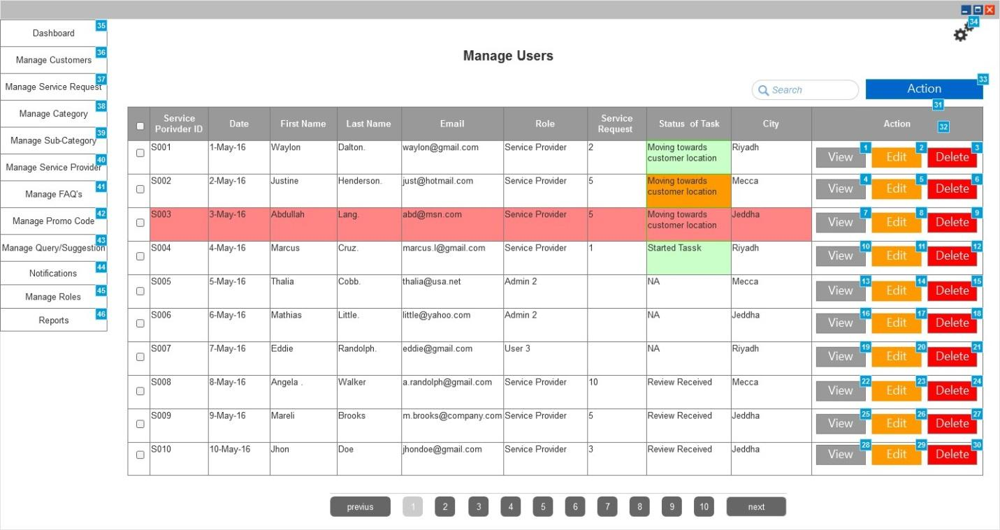 34
Dashboard 35
Manage Customers 36
Manage Service Request 37
Manage Category 38
Manage Sub-Category 39
Manage Service Provider 40
Manage FAQ's 41
Manage Promo Code 42
Manage Query/Suggestion 43
Notifications 44
Manage Roles 45
Reports 46
Manage Users
Search Action 33
31
Service Porivder ID Date First Name Last Name Email Role Service Request Status of Task City Action 32
S001 1-May-16 Waylon Dalton. waylon@gmail.com Service Provider 2 Moving towards customer location Riyadh View 1 Edit 2 Delete 3
S002 2-May-16 Justine Henderson. just@hotmail.com Service Provider 5 Moving towards customer location Mecca View 4 Edit 5 Delete 6
S003 3-May-16 Abdullah Lang. abd@msn.com Service Provider 5 Moving towards customer location Jeddha View 7 Edit 8 Delete 9
S004 4-May-16 Marcus Cruz. marcus.l@gmail.com Service Provider 1 Started Tassk Riyadh View 10 Edit 11 Delete 12
S005 5-May-16 Thalia Cobb. thalia@usa.net Admin 2 NA Mecca View 13 Edit 14 Delete 15
S006 6-May-16 Mathias Little. little@yahoo.com Admin 2 NA Jeddha View 16 Edit 17 Delete 18
S007 7-May-16 Eddie Randolph. eddie@gmail.com User 3 NA Riyadh View 19 Edit 20 Delete 21
S008 8-May-16 Angela . Walker a.randolph@gmail.com Service Provider 10 Review Received Mecca View 22 Edit 23 Delete 24
S009 9-May-16 Mareli Brooks m.brooks@company.com Service Provider 5 Review Received Jeddha View 25 Edit 26 Delete 27
S010 10-May-16 Jhon Doe jhondoe@gmail.com Service Provider 3 Review Received Jeddha View 28 Edit 29 Delete 30
previus 1 2 3 4 5 6 7 8 9 10 next